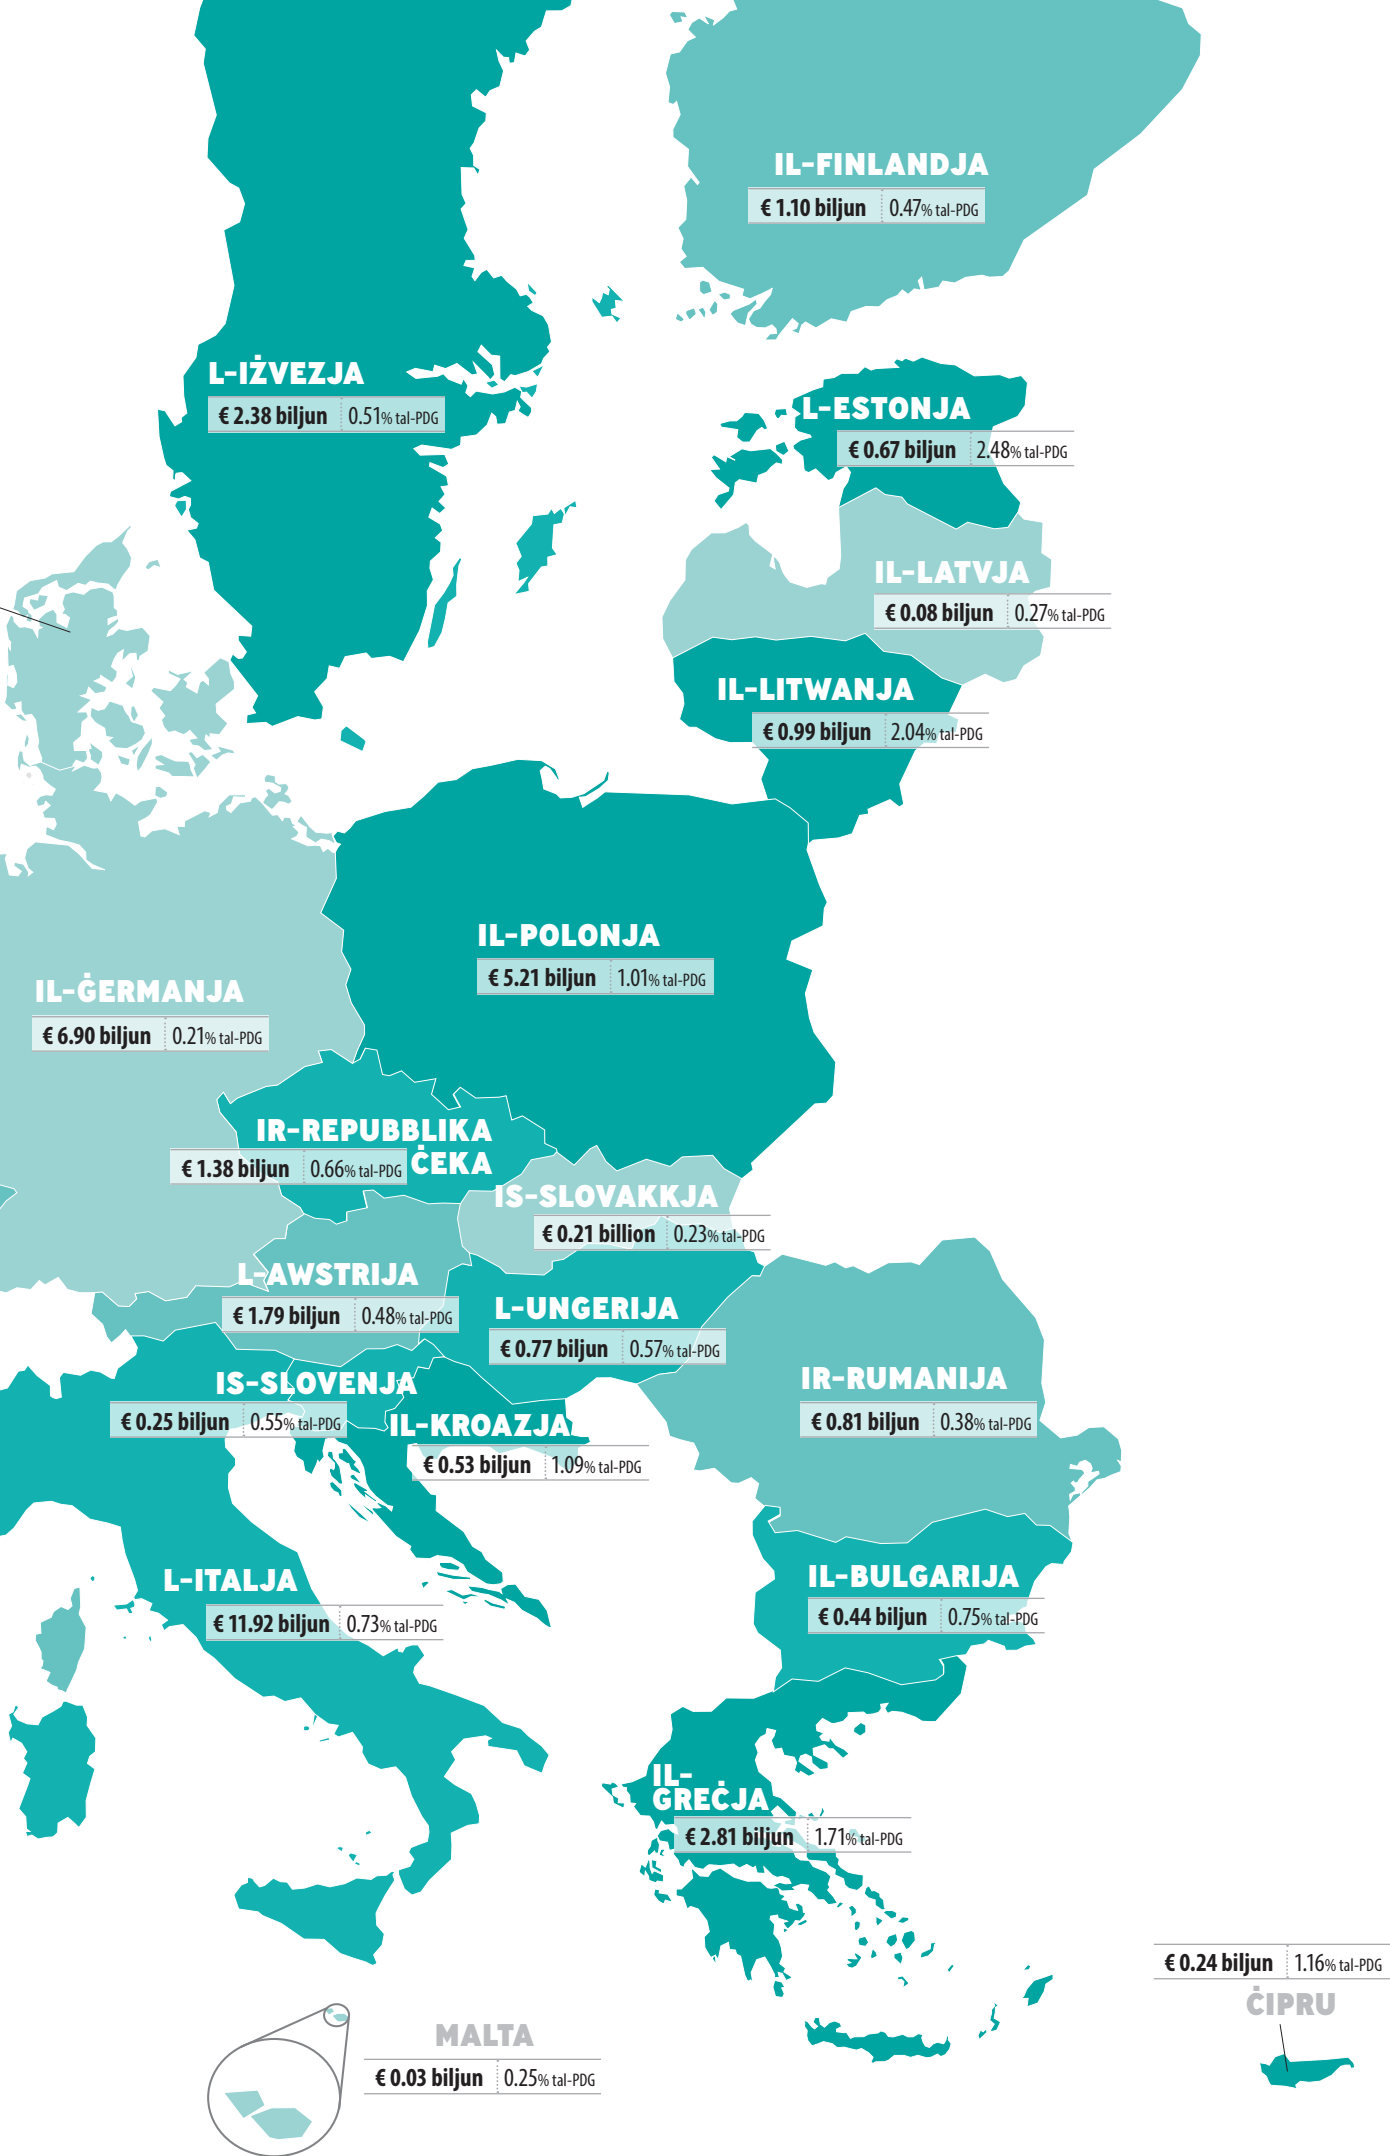 IL-FINLANDJA
€ 1.10 biljun 0.47% tal-PDG
L-IŻVEZJA
€ 2.38 biljun 0.51% tal-PDG
L-ESTONJA
€ 0.67 biljun 2.48% tal-PDG
IL-LATVJA
€ 0.08 biljun 0.27% tal-PDG
IL-LITWANJA
€ 0.99 biljun 2.04% tal-PDG
IL-POLONJA
€ 5.21 biljun 1.01% tal-PDG
IL-ĠERMANJA
€ 6.90 biljun 0.21% tal-PDG
IR-REPUBBLIKA
ĊEKA
€ 1.38 biljun 0.66% tal-PDG
IS-SLOVAKKJA
€ 0.21 billion 0.23% tal-PDG
L-AWSTRIJA
€ 1.79 biljun 0.48% tal-PDG
L-UNGERIJA
€ 0.77 biljun 0.57% tal-PDG
IR-RUMANIJA
€ 0.81 biljun 0.38% tal-PDG
IS-SLOVENJA
€ 0.25 biljun 0.55% tal-PDG
IL-KROAZJA
€ 0.53 biljun 1.09% tal-PDG
L-ITALJA
€ 11.92 biljun 0.73% tal-PDG
IL-BULGARIJA
€ 0.44 biljun 0.75% tal-PDG
IL-
GREĊJA
€ 2.81 biljun 1.71% tal-PDG
€ 0.24 biljun 1.16% tal-PDG
ĊIPRU
MALTA
€ 0.03 biljun 0.25% tal-PDG